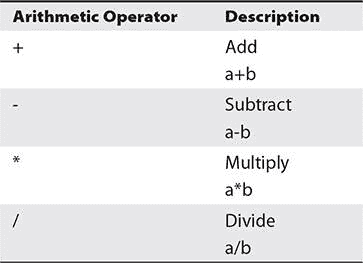 Arithmetic Operator Description
+ Add
a+b
- Subtract
a-b
* Multiply
a*b
/ Divide
a/b